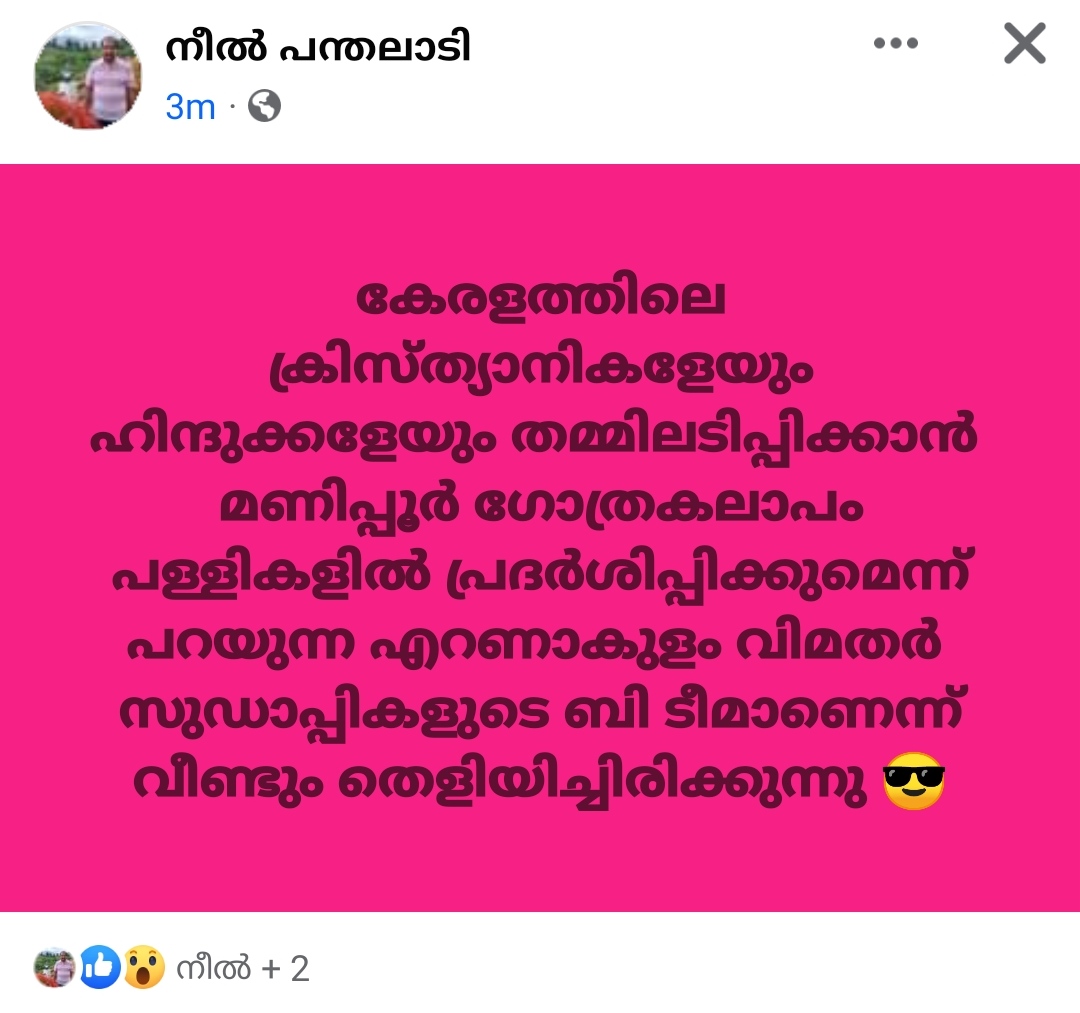 നീൽ പന്തലാടി
3m ·
കേരളത്തിലെ
ക്രിസ്ത്യാനികളേയും
ഹിന്ദുക്കളേയും തമ്മിലടിപ്പിക്കാൻ
മണിപ്പൂർ ഗോത്രകലാപം
പള്ളികളിൽ പ്രദർശിപ്പിക്കുമെന്ന്
പറയുന്ന എറണാകുളം വിമതർ
സുഡാപ്പികളുടെ ബി ടീമാണെന്ന്
വീണ്ടും തെളിയിച്ചിരിക്കുന്നു 😎
നീൽ + 2